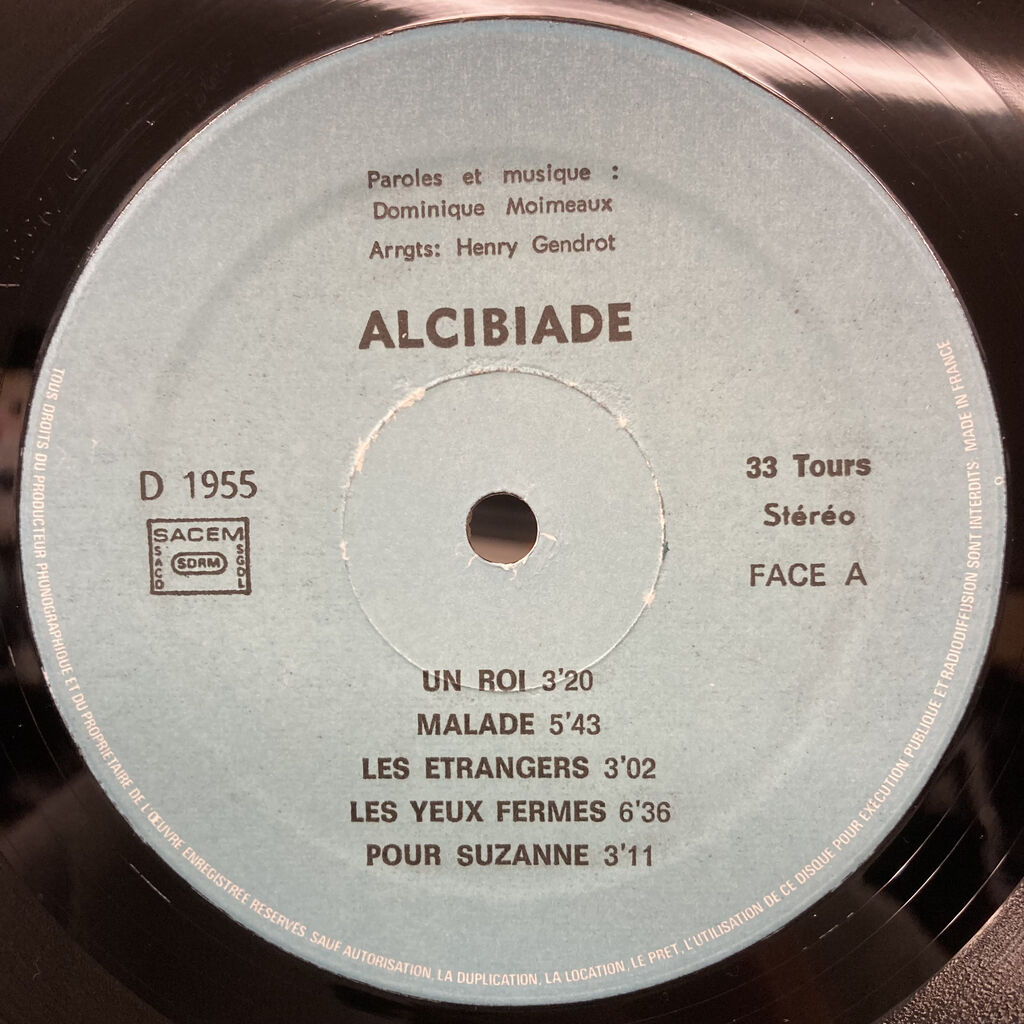 Paroles et musique :
Dominique Moimeaux
Arrgts: Henry Gendrot
ALCIBIADE
D 1955
SACEM
SACD
SDRM
SGDL
33 Tours
Stéréo
FACE A
UN ROI 3'20
MALADE 5'43
LES ETRANGERS 3'02
LES YEUX FERMES 6'36
POUR SUZANNE 3'11
TOUS DROITS DU PRODUCTEUR PHONOGRAPHIQUE ET DU PROPRIETAIRE DE L'ŒUVRE ENREGISTREE RESERVES SAUF AUTORISATION, LA DUPLICATION, LA LOCATION, LE PRET, L'UTILISATION DE CE DISQUE POUR EXECUTION PUBLIQUE ET RADIODIFFUSION SONT INTERDITS MADE IN FRANCE